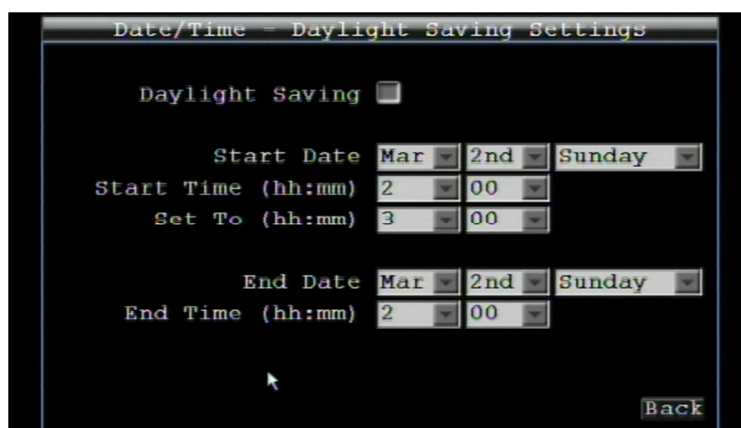 Date/Time - Daylight Saving Settings
Daylight Saving
Start Date Mar 2nd Sunday
Start Time (hh:mm) 2 00
Set To (hh:mm) 3 00
End Date Mar 2nd Sunday
End Time (hh:mm) 2 00
Back